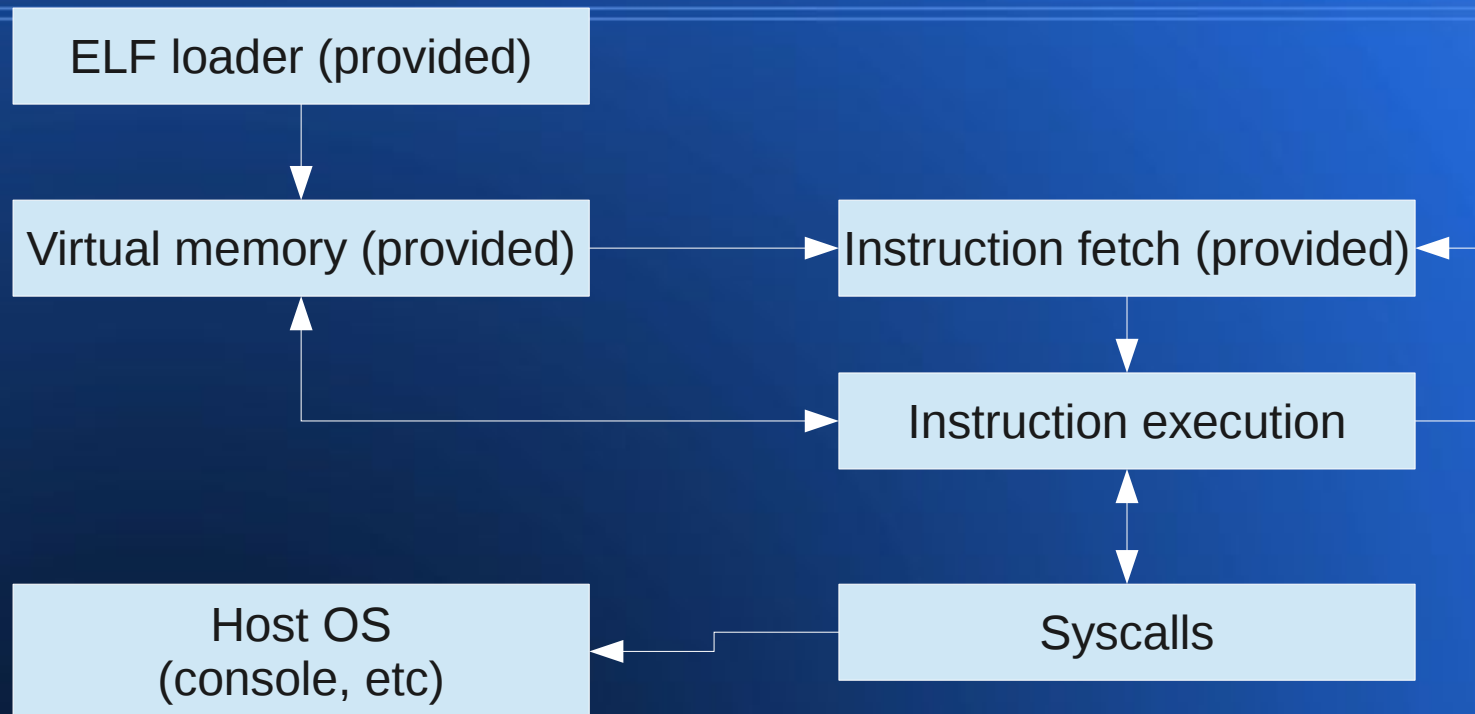 ELF loader (provided)
Virtual memory (provided)
Instruction fetch (provided)
Instruction execution
Host OS
(console, etc)
Syscalls